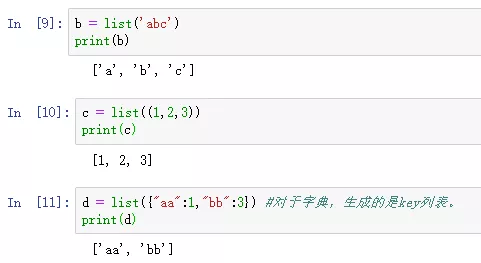 In [9]: b = list('abc')
print(b)
['a', 'b', 'c']
In [10]: c = list((1,2,3))
print(c)
[1, 2, 3]
In [11]: d = list({"aa":1,"bb":3}) #对于字典，生成的是key列表。
print(d)
['aa', 'bb']